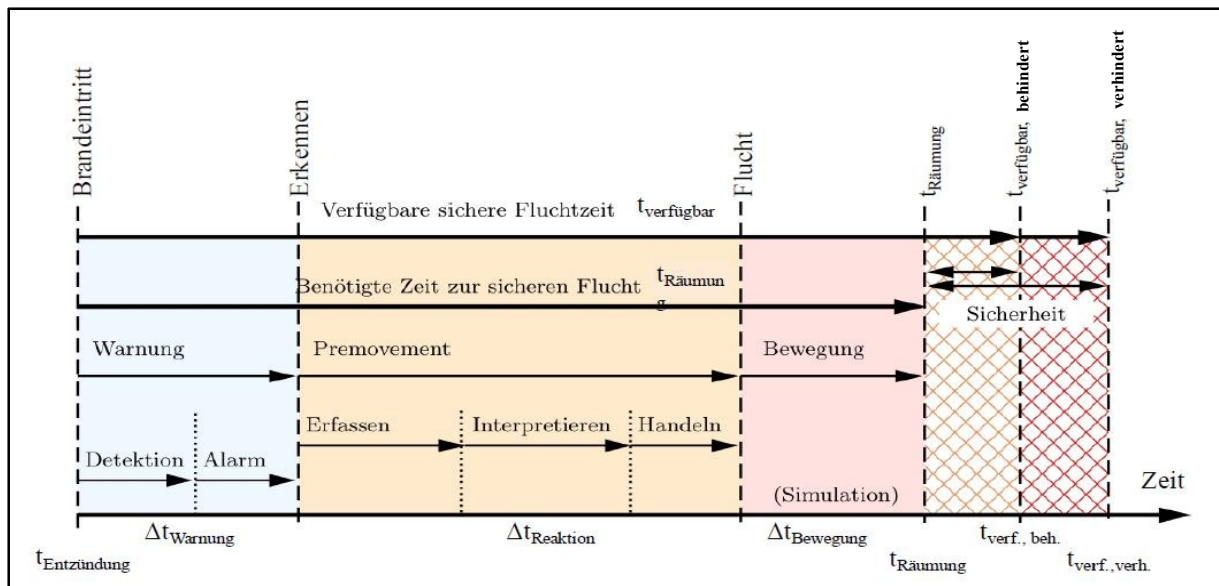 Brandeintritt
Erkennen
Flucht
tRäumung
tverfügbar, behindert
tverfügbar, verhindert
Verfügbare sichere Fluchtzeit tverfügbar
Benötigte Zeit zur sicheren Flucht tRäumun
g
Sicherheit
Warnung Premovement Bewegung
Erfassen Interpretieren Handeln
Detektion Alarm
(Simulation) Zeit
ΔtWarnung ΔtReaktion ΔtBewegung tverf., beh.
tEntzündung tRäumung tverf.,verh.